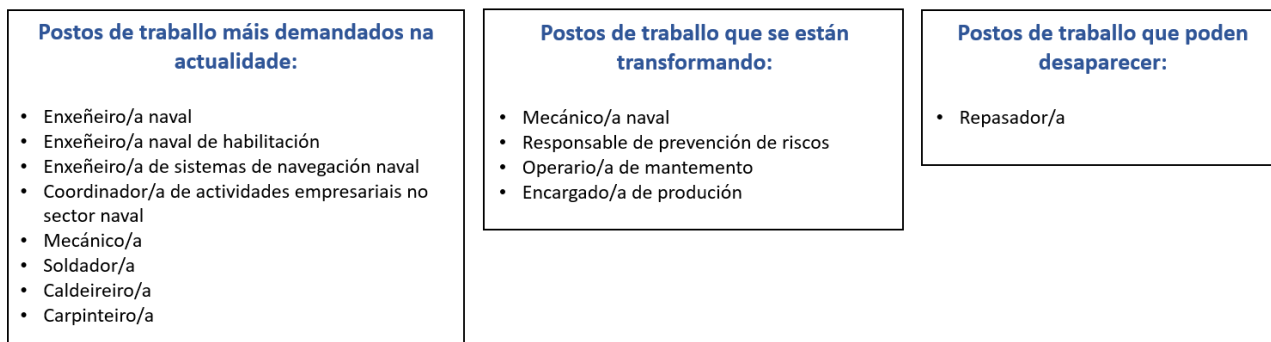 Postos de traballo máis demandados na
actualidade:
• Enxeñeiro/a naval
• Enxeñeiro/a naval de habilitación
• Enxeñeiro/a de sistemas de navegación naval
• Coordinador/a de actividades empresariais no
sector naval
• Mecánico/a
• Soldador/a
• Caldeireiro/a
• Carpinteiro/a
Postos de traballo que se están
transformando:
• Mecánico/a naval
• Responsable de prevención de riscos
• Operario/a de mantemento
• Encargado/a de produción
Postos de traballo que poden
desaparecer:
• Repasador/a